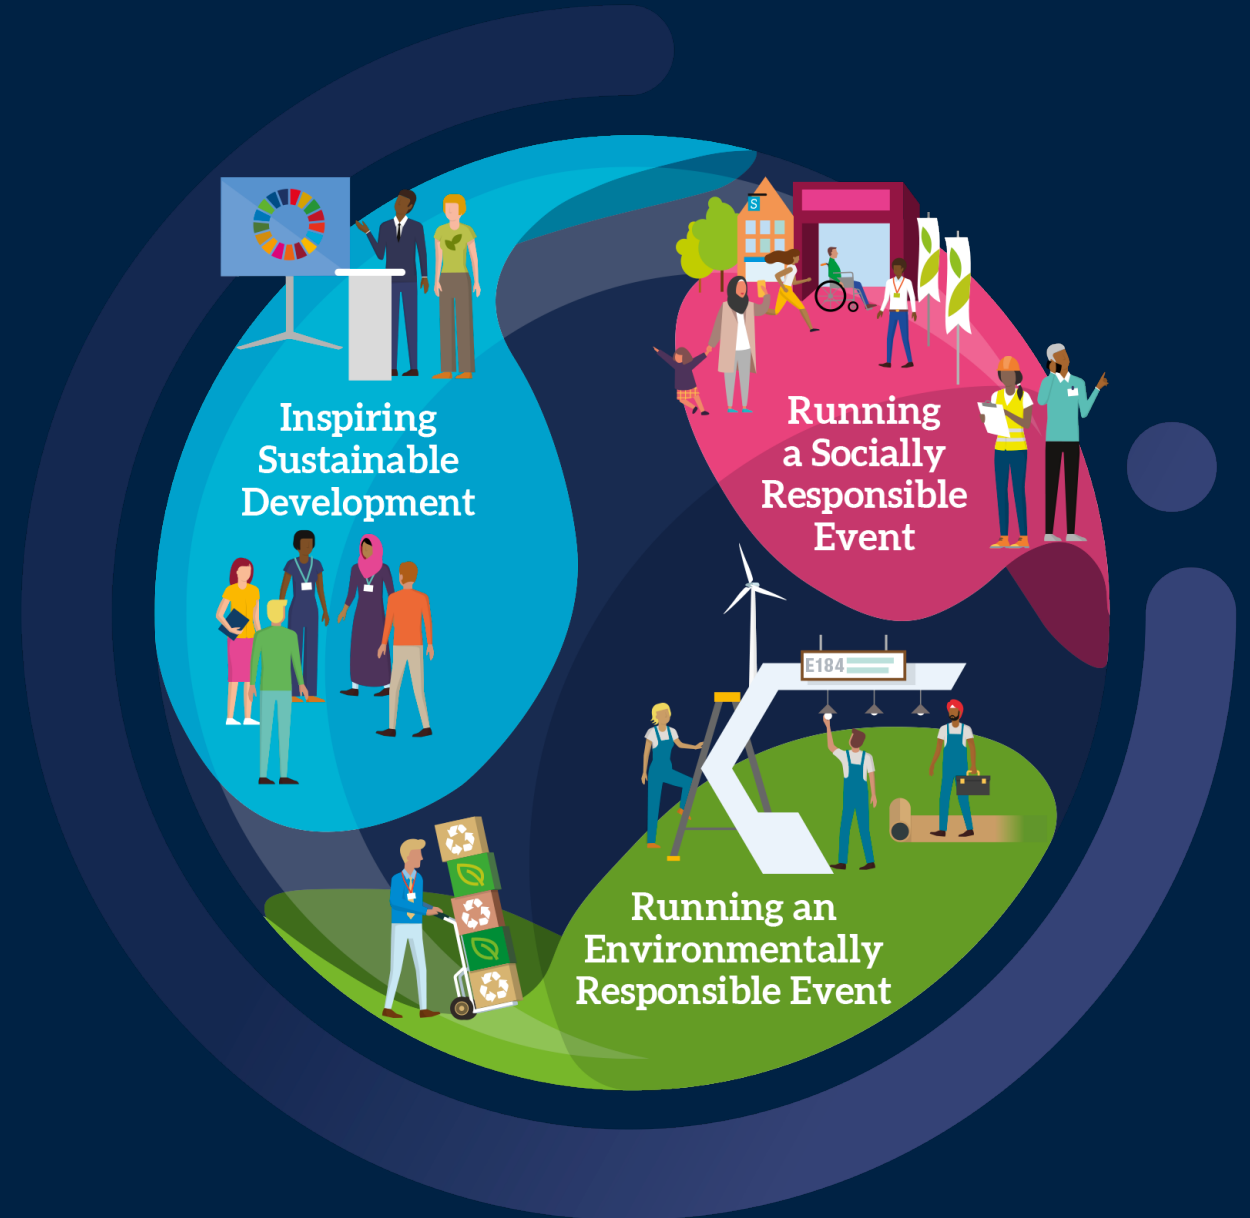 Inspiring
Sustainable
Development
S
Running
a Socially
Responsible
Event
E184
Running an
Environmentally
Responsible Event